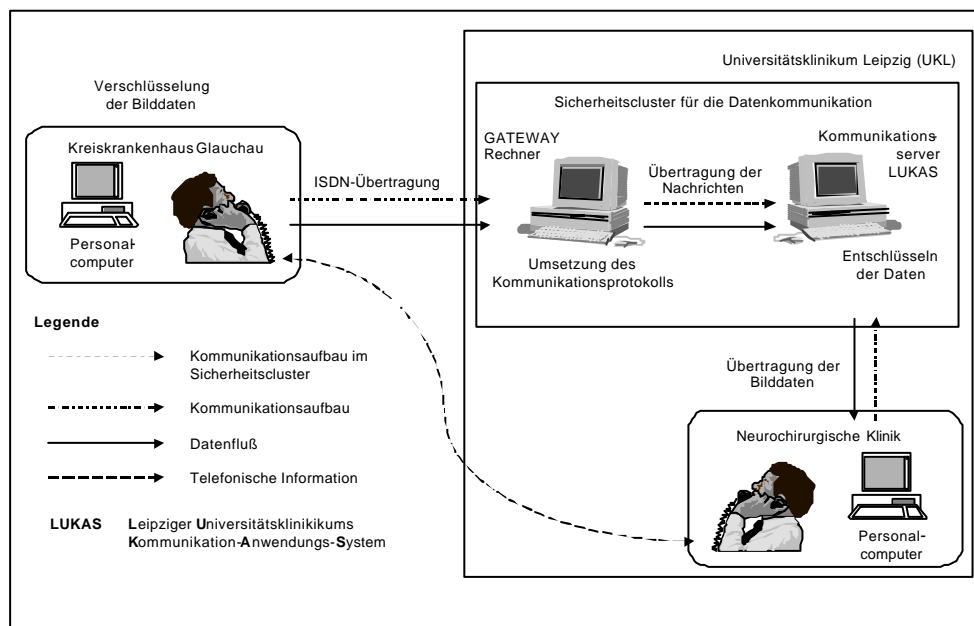 Universitätsklinikum Leipzig (UKL)
Verschlüsselung
der Bilddaten
Kreiskrankenhaus Glauchau
Personal-
computer
ISDN-Übertragung
Sicherheitscluster für die Datenkommunikation
GATEWAY
Rechner
Übertragung der
Nachrichten
Kommunikations-
server
LUKAS
Umsetzung des
Kommunikationsprotokolls
Entschlüsseln
der Daten
Übertragung der
Bilddaten
Neurochirurgische Klinik
Personal-
computer
Legende
Kommunikationsaufbau im
Sicherheitscluster
Kommunikationsaufbau
Datenfluß
Telefonische Information
LUKAS Leipziger Universitätsklinikikums
Kommunikation-Anwendungs-System